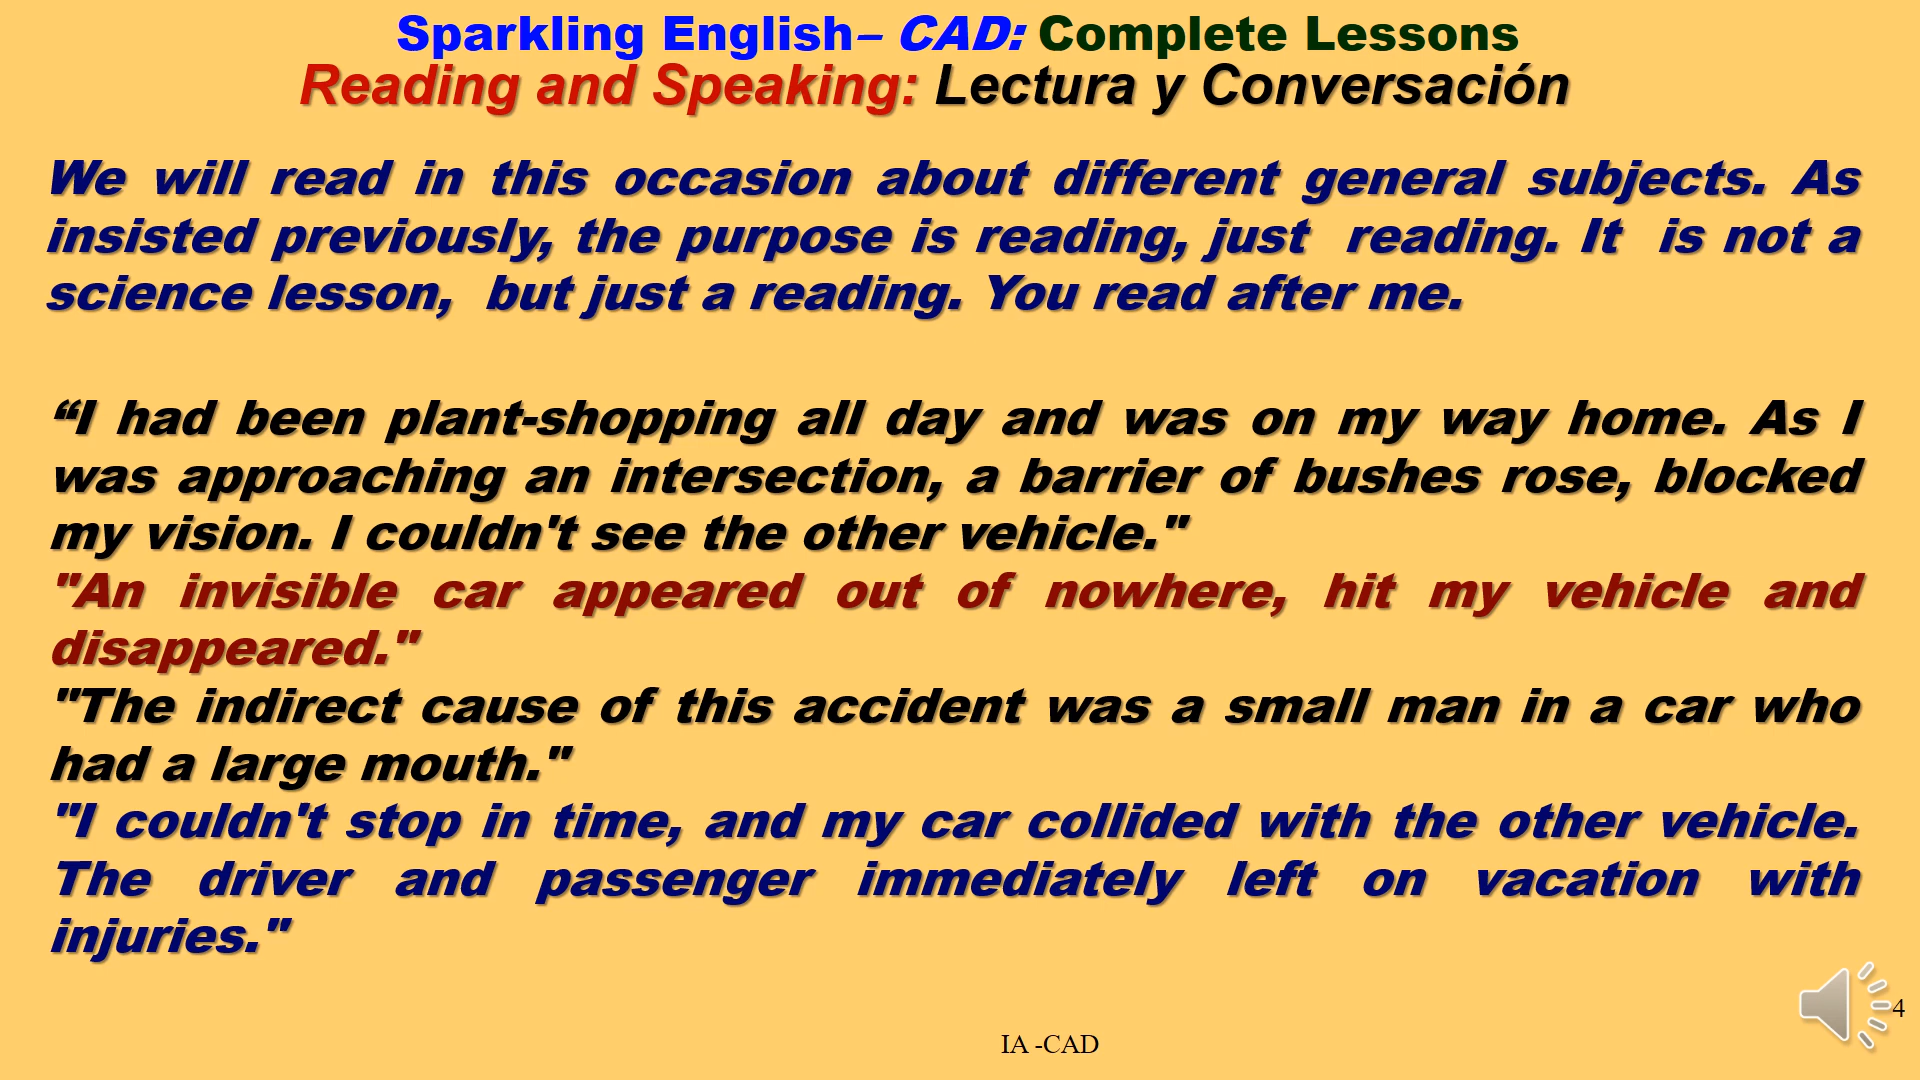 Sparkling English– CAD: Complete Lessons
Reading and Speaking: Lectura y Conversación
We will read in this occasion about different general subjects. As
insisted previously, the purpose is reading, just reading. It is not a
science lesson, but just a reading. You read after me.
“I had been plant-shopping all day and was on my way home. As I
was approaching an intersection, a barrier of bushes rose, blocked
my vision. I couldn't see the other vehicle."
"An invisible car appeared out of nowhere, hit my vehicle and
disappeared."
"The indirect cause of this accident was a small man in a car who
had a large mouth."
"I couldn't stop in time, and my car collided with the other vehicle.
The driver and passenger immediately left on vacation with
injuries."
4
IA -CAD